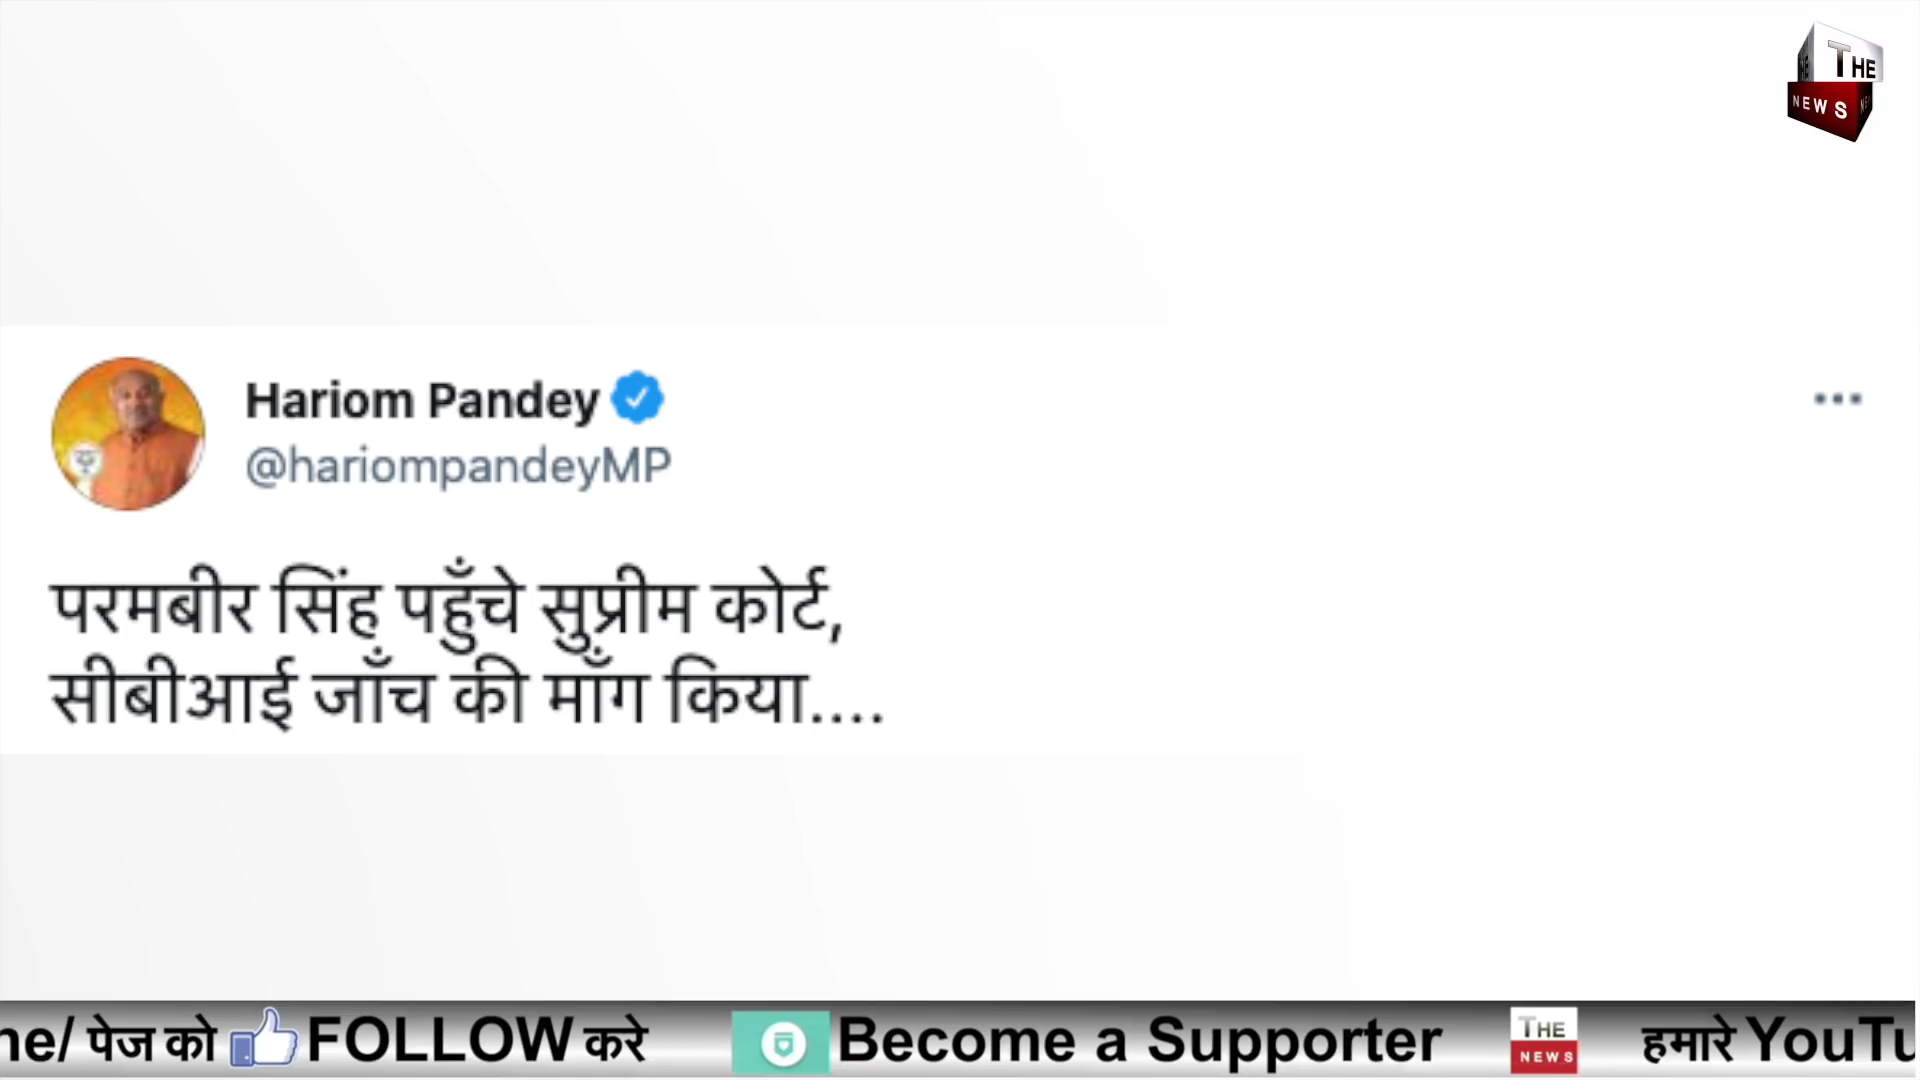 THE
NEWS
Hariom Pandey
@hariompandeyMP
परमबीर सिंह पहुँचे सुप्रीम कोर्ट,
सीबीआई जाँच की माँग किया....
ne/ पेज को FOLLOW करे Become a Supporter THE NEWS हमारे YouTu